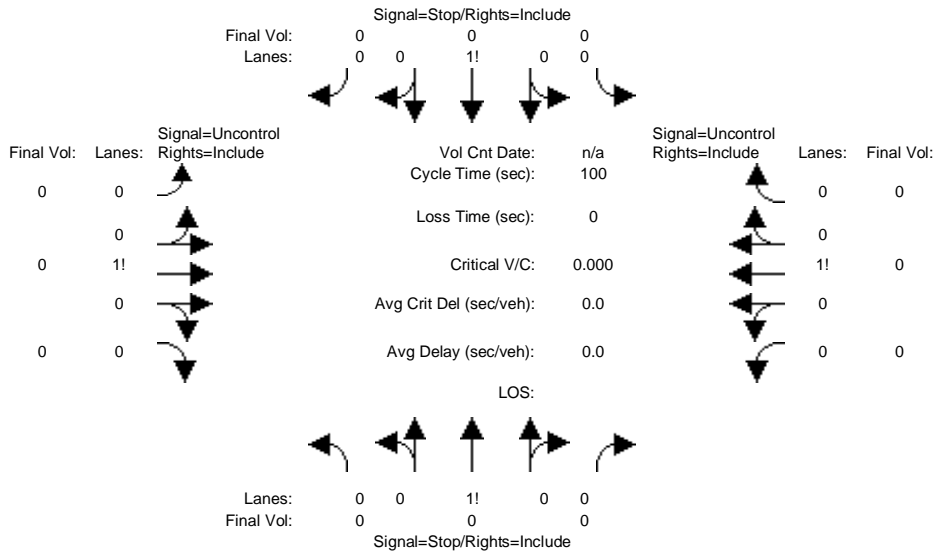 Signal=Stop/Rights=Include
Final Vol: 0 0 0
Lanes: 0 0 1! 0 0
Signal=Uncontrol
Final Vol: Lanes: Rights=Include
Vol Cnt Date: n/a
Signal=Uncontrol
Rights=Include Lanes: Final Vol:
Cycle Time (sec): 100
0 0 0 0
Loss Time (sec): 0
0 0
0 1! Critical V/C: 0.000 1! 0
0 Avg Crit Del (sec/veh): 0.0 0
0 0 Avg Delay (sec/veh): 0.0 0 0
LOS:
Lanes: 0 0 1! 0 0
Final Vol: 0 0 0
Signal=Stop/Rights=Include